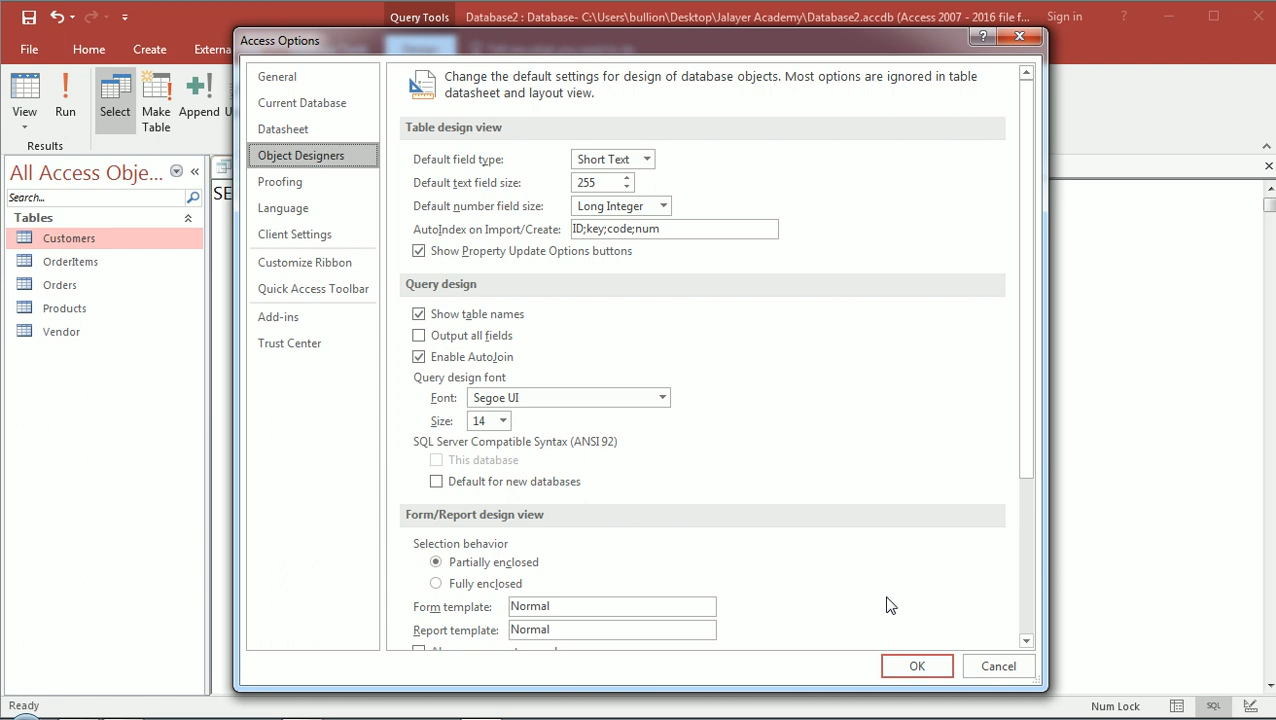 Query Tools
Database2 : Database- C:\Users\bullion\Desktop\Jalayer Academy\Database2.accdb (Access 2007 - 2016 file f...
Sign in
?
File
Home
Create
Externa
View
Run
Select
Make
Table
Append
Results
Access Options
General
Current Database
Datasheet
Object Designers
Proofing
Language
Client Settings
Customize Ribbon
Quick Access Toolbar
Add-ins
Trust Center
Change the default settings for design of database objects. Most options are ignored in table
datasheet and layout view.
Table design view
Default field type: Short Text
Default text field size: 255
Default number field size: Long Integer
AutoIndex on Import/Create: ID;key;code;num
Show Property Update Options buttons
Query design
Show table names
Output all fields
Enable AutoJoin
Query design font
Font: Segoe UI
Size: 14
SQL Server Compatible Syntax (ANSI 92)
This database
Default for new databases
Form/Report design view
Selection behavior
Partially enclosed
Fully enclosed
Form template: Normal
Report template: Normal
OK
Cancel
All Access Obje...
Search...
Tables
Customers
OrderItems
Orders
Products
Vendor
SE
Ready
Num Lock
SQL